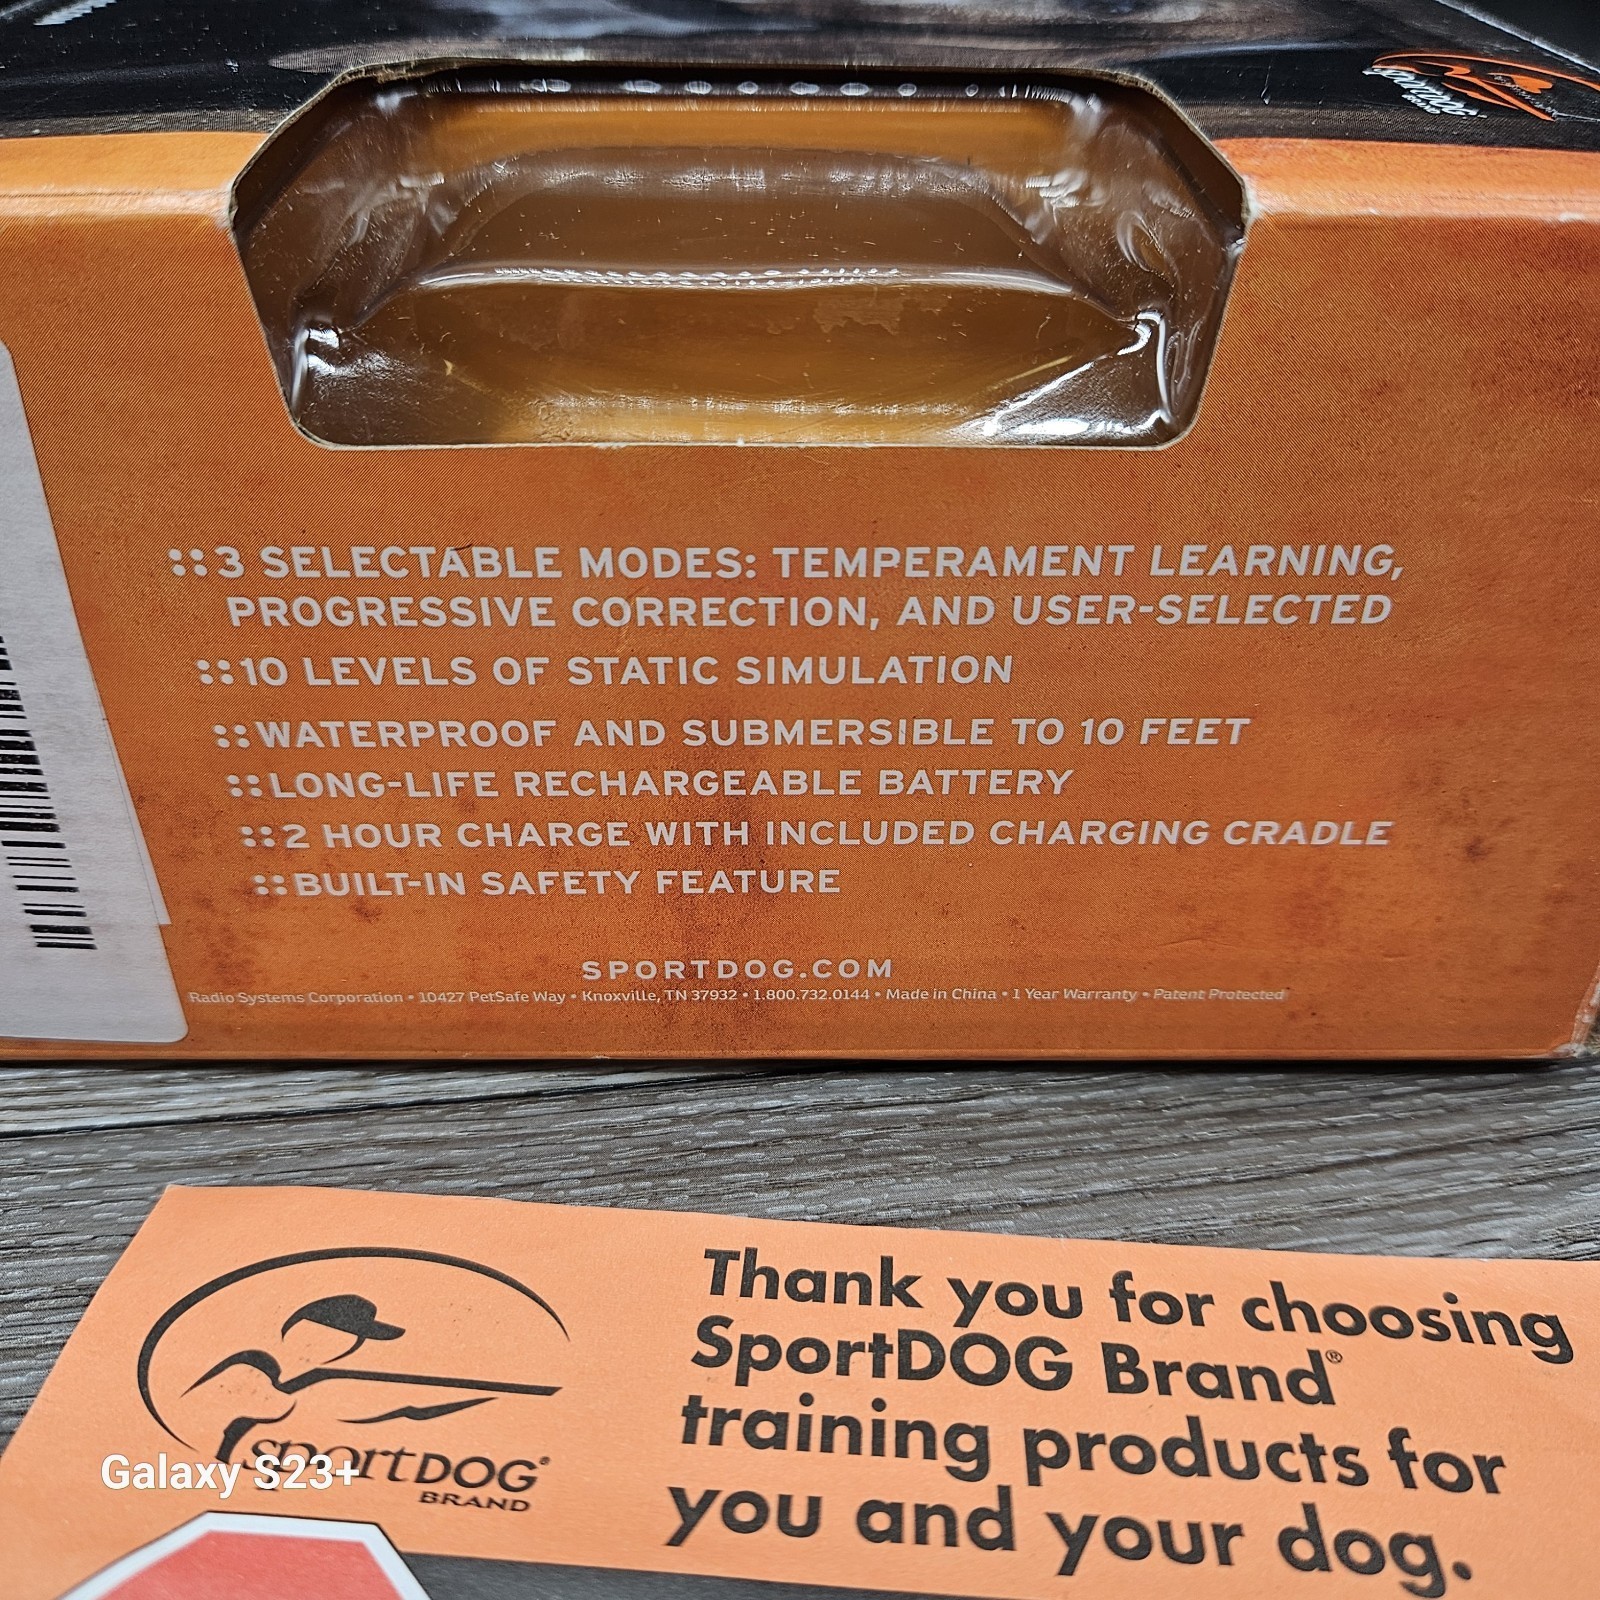 ::3 SELECTABLE MODES: TEMPERAMENT LEARNING,
PROGRESSIVE CORRECTION, AND USER-SELECTED
::10 LEVELS OF STATIC SIMULATION
::WATERPROOF AND SUBMERSIBLE TO 10 FEET
::LONG-LIFE RECHARGEABLE BATTERY
::2 HOUR CHARGE WITH INCLUDED CHARGING CRADLE
::BUILT-IN SAFETY FEATURE
SPORTDOG.COM
Radio Systems Corporation • 10427 PetSafe Way • Knoxville, TN 37932 • 1.800.732.0144 • Made in China • 1 Year Warranty • Patent Protected
Thank you for choosing
SportDOG Brand®
training products for
you and your dog.
sportDOG®
BRAND
Galaxy S23+